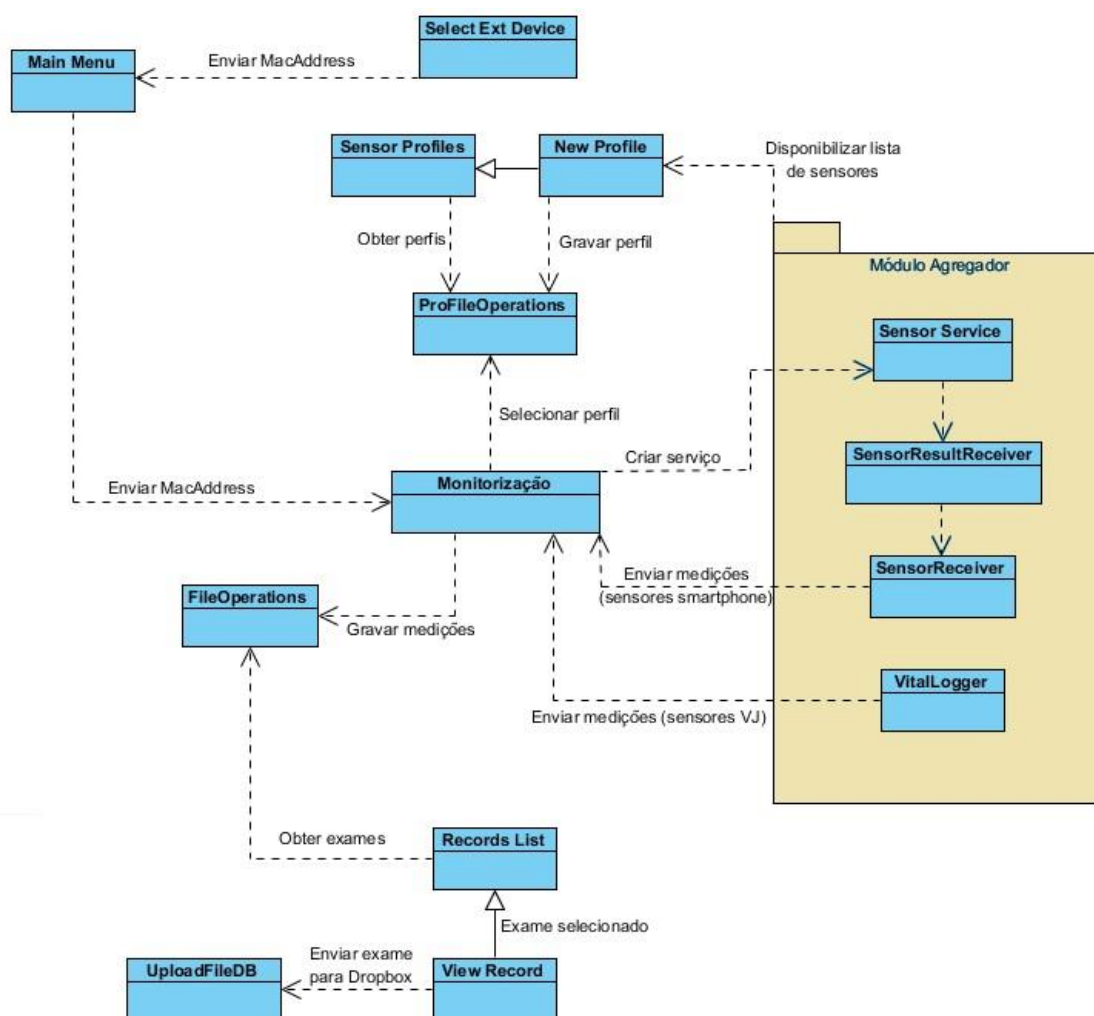 Select Ext Device
Main Menu
Enviar MacAddress
Sensor Profiles
New Profile
Disponibilizar lista
de sensores
Obter perfis
Gravar perfil
Módulo Agregador
ProFileOperations
Sensor Service
Selecionar perfil
Criar serviço
SensorResultReceiver
Enviar MacAddress
Monitorização
SensorReceiver
Enviar medições
(sensores smartphone)
FileOperations
Gravar medições
VitalLogger
Enviar medições (sensores VJ)
Obter exames
Records List
Exame selecionado
Enviar exame
para Dropbox
UploadFileDB
View Record